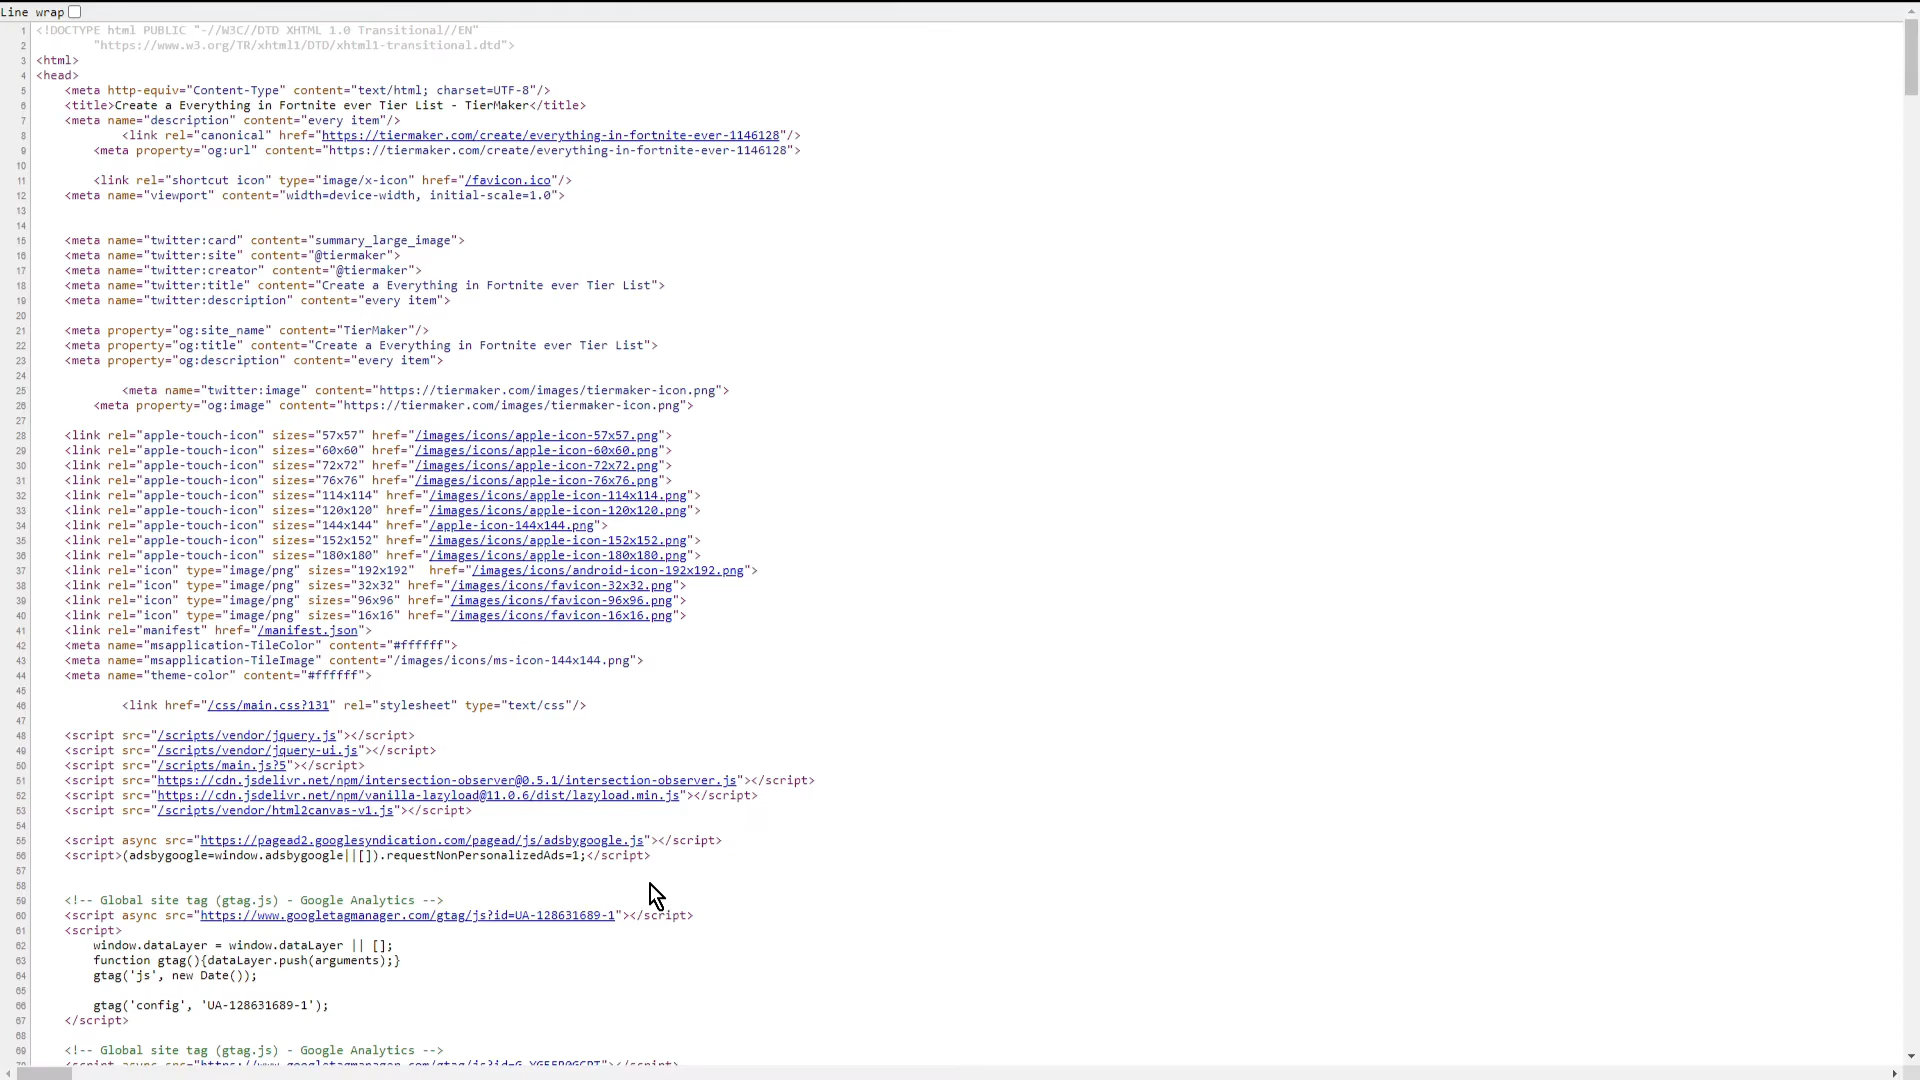 Line wrap
1 <!DOCTYPE html PUBLIC "-//W3C//DTD XHTML 1.0 Transitional//EN"
2 "https://www.w3.org/TR/xhtml1/DTD/xhtml1-transitional.dtd">
3 <html>
4 <head>
5 <meta http-equiv="Content-Type" content="text/html; charset=UTF-8"/>
6 <title>Create a Everything in Fortnite ever Tier List - TierMaker</title>
7 <meta name="description" content="every item"/>
8 <link rel="canonical" href="https://tiermaker.com/create/everything-in-fortnite-ever-1146128"/>
9 <meta property="og:url" content="https://tiermaker.com/create/everything-in-fortnite-ever-1146128">
10
11 <link rel="shortcut icon" type="image/x-icon" href="/favicon.ico"/>
12 <meta name="viewport" content="width=device-width, initial-scale=1.0">
13
14
15 <meta name="twitter:card" content="summary_large_image">
16 <meta name="twitter:site" content="@tiermaker">
17 <meta name="twitter:creator" content="@tiermaker">
18 <meta name="twitter:title" content="Create a Everything in Fortnite ever Tier List">
19 <meta name="twitter:description" content="every item">
20
21 <meta property="og:site_name" content="TierMaker"/>
22 <meta property="og:title" content="Create a Everything in Fortnite ever Tier List">
23 <meta property="og:description" content="every item">
24
25 <meta name="twitter:image" content="https://tiermaker.com/images/tiermaker-icon.png">
26 <meta property="og:image" content="https://tiermaker.com/images/tiermaker-icon.png">
27
28 <link rel="apple-touch-icon" sizes="57x57" href="/images/icons/apple-icon-57x57.png">
29 <link rel="apple-touch-icon" sizes="60x60" href="/images/icons/apple-icon-60x60.png">
30 <link rel="apple-touch-icon" sizes="72x72" href="/images/icons/apple-icon-72x72.png">
31 <link rel="apple-touch-icon" sizes="76x76" href="/images/icons/apple-icon-76x76.png">
32 <link rel="apple-touch-icon" sizes="114x114" href="/images/icons/apple-icon-114x114.png">
33 <link rel="apple-touch-icon" sizes="120x120" href="/images/icons/apple-icon-120x120.png">
34 <link rel="apple-touch-icon" sizes="144x144" href="/apple-icon-144x144.png">
35 <link rel="apple-touch-icon" sizes="152x152" href="/images/icons/apple-icon-152x152.png">
36 <link rel="apple-touch-icon" sizes="180x180" href="/images/icons/apple-icon-180x180.png">
37 <link rel="icon" type="image/png" sizes="192x192"  href="/images/icons/android-icon-192x192.png">
38 <link rel="icon" type="image/png" sizes="32x32" href="/images/icons/favicon-32x32.png">
39 <link rel="icon" type="image/png" sizes="96x96" href="/images/icons/favicon-96x96.png">
40 <link rel="icon" type="image/png" sizes="16x16" href="/images/icons/favicon-16x16.png">
41 <link rel="manifest" href="/manifest.json">
42 <meta name="msapplication-TileColor" content="#ffffff">
43 <meta name="msapplication-TileImage" content="/images/icons/ms-icon-144x144.png">
44 <meta name="theme-color" content="#ffffff">
45
46 <link href="/css/main.css?131" rel="stylesheet" type="text/css"/>
47
48 <script src="/scripts/vendor/jquery.js"></script>
49 <script src="/scripts/vendor/jquery-ui.js"></script>
50 <script src="/scripts/main.js?5"></script>
51 <script src="https://cdn.jsdelivr.net/npm/intersection-observer@0.5.1/intersection-observer.js"></script>
52 <script src="https://cdn.jsdelivr.net/npm/vanilla-lazyload@11.0.6/dist/lazyload.min.js"></script>
53 <script src="/scripts/vendor/html2canvas-v1.js"></script>
54
55 <script async src="https://pagead2.googlesyndication.com/pagead/js/adsbygoogle.js"></script>
56 <script>(adsbygoogle=window.adsbygoogle||[]).requestNonPersonalizedAds=1;</script>
57
58
59 <!-- Global site tag (gtag.js) - Google Analytics -->
60 <script async src="https://www.googletagmanager.com/gtag/js?id=UA-128631689-1"></script>
61 <script>
62 window.dataLayer = window.dataLayer || [];
63 function gtag(){dataLayer.push(arguments);}
64 gtag('js', new Date());
65
66 gtag('config', 'UA-128631689-1');
67 </script>
68
69 <!-- Global site tag (gtag.js) - Google Analytics -->
70 <script async src="https://www.googletagmanager.com/gtag/js?id=